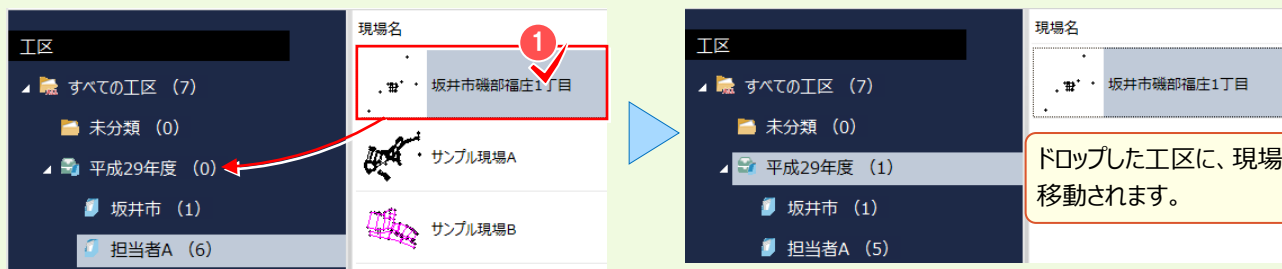 工区
すべての工区 （7）
未分類 （0）
平成29年度 （0）
坂井市 （1）
担当者A （6）
現場名
1
坂井市磯部福庄1丁目
サンプル現場A
サンプル現場B
工区
すべての工区 （7）
未分類 （0）
平成29年度 （1）
坂井市 （1）
担当者A （5）
現場名
坂井市磯部福庄1丁目
ドロップした工区に、現場
移動されます。